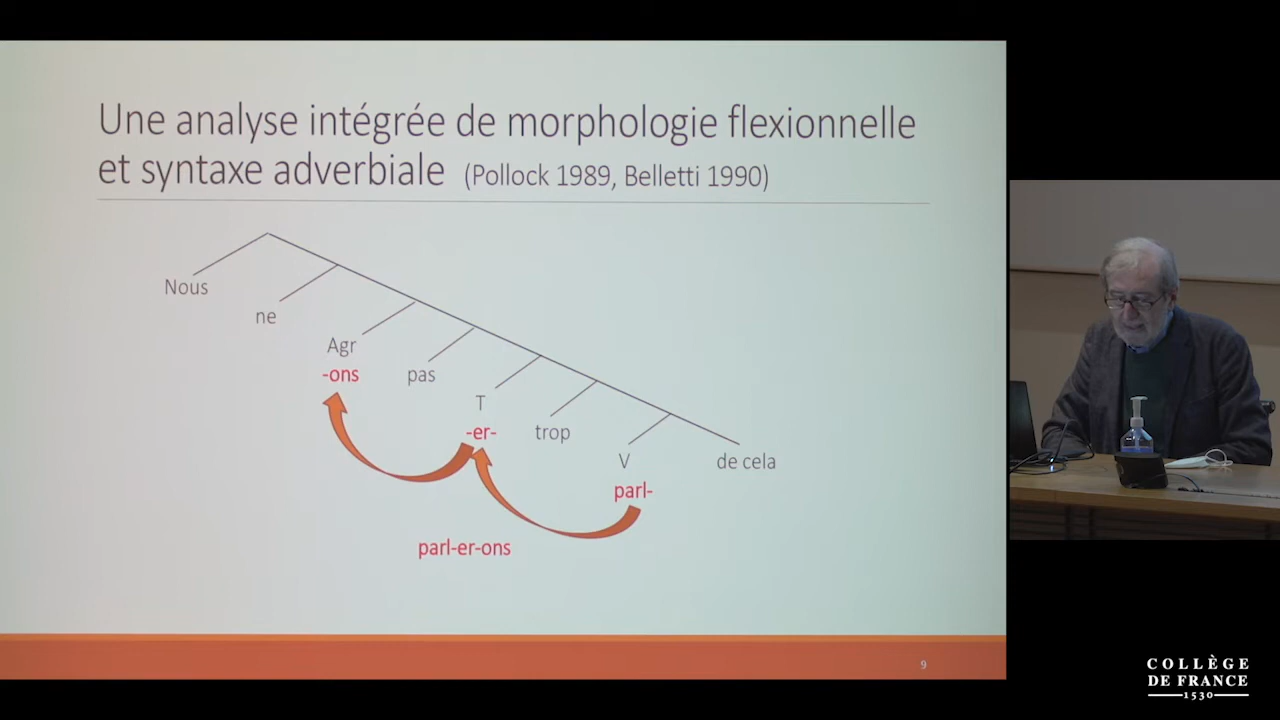 Une analyse intégrée de morphologie flexionnelle
et syntaxe adverbiale (Pollock 1989, Belletti 1990)
Nous
ne
Agr
-ons
pas
T
-er-
trop
V
parl-
de cela
parl-er-ons
9
COLLÈGE
DE FRANCE
1530